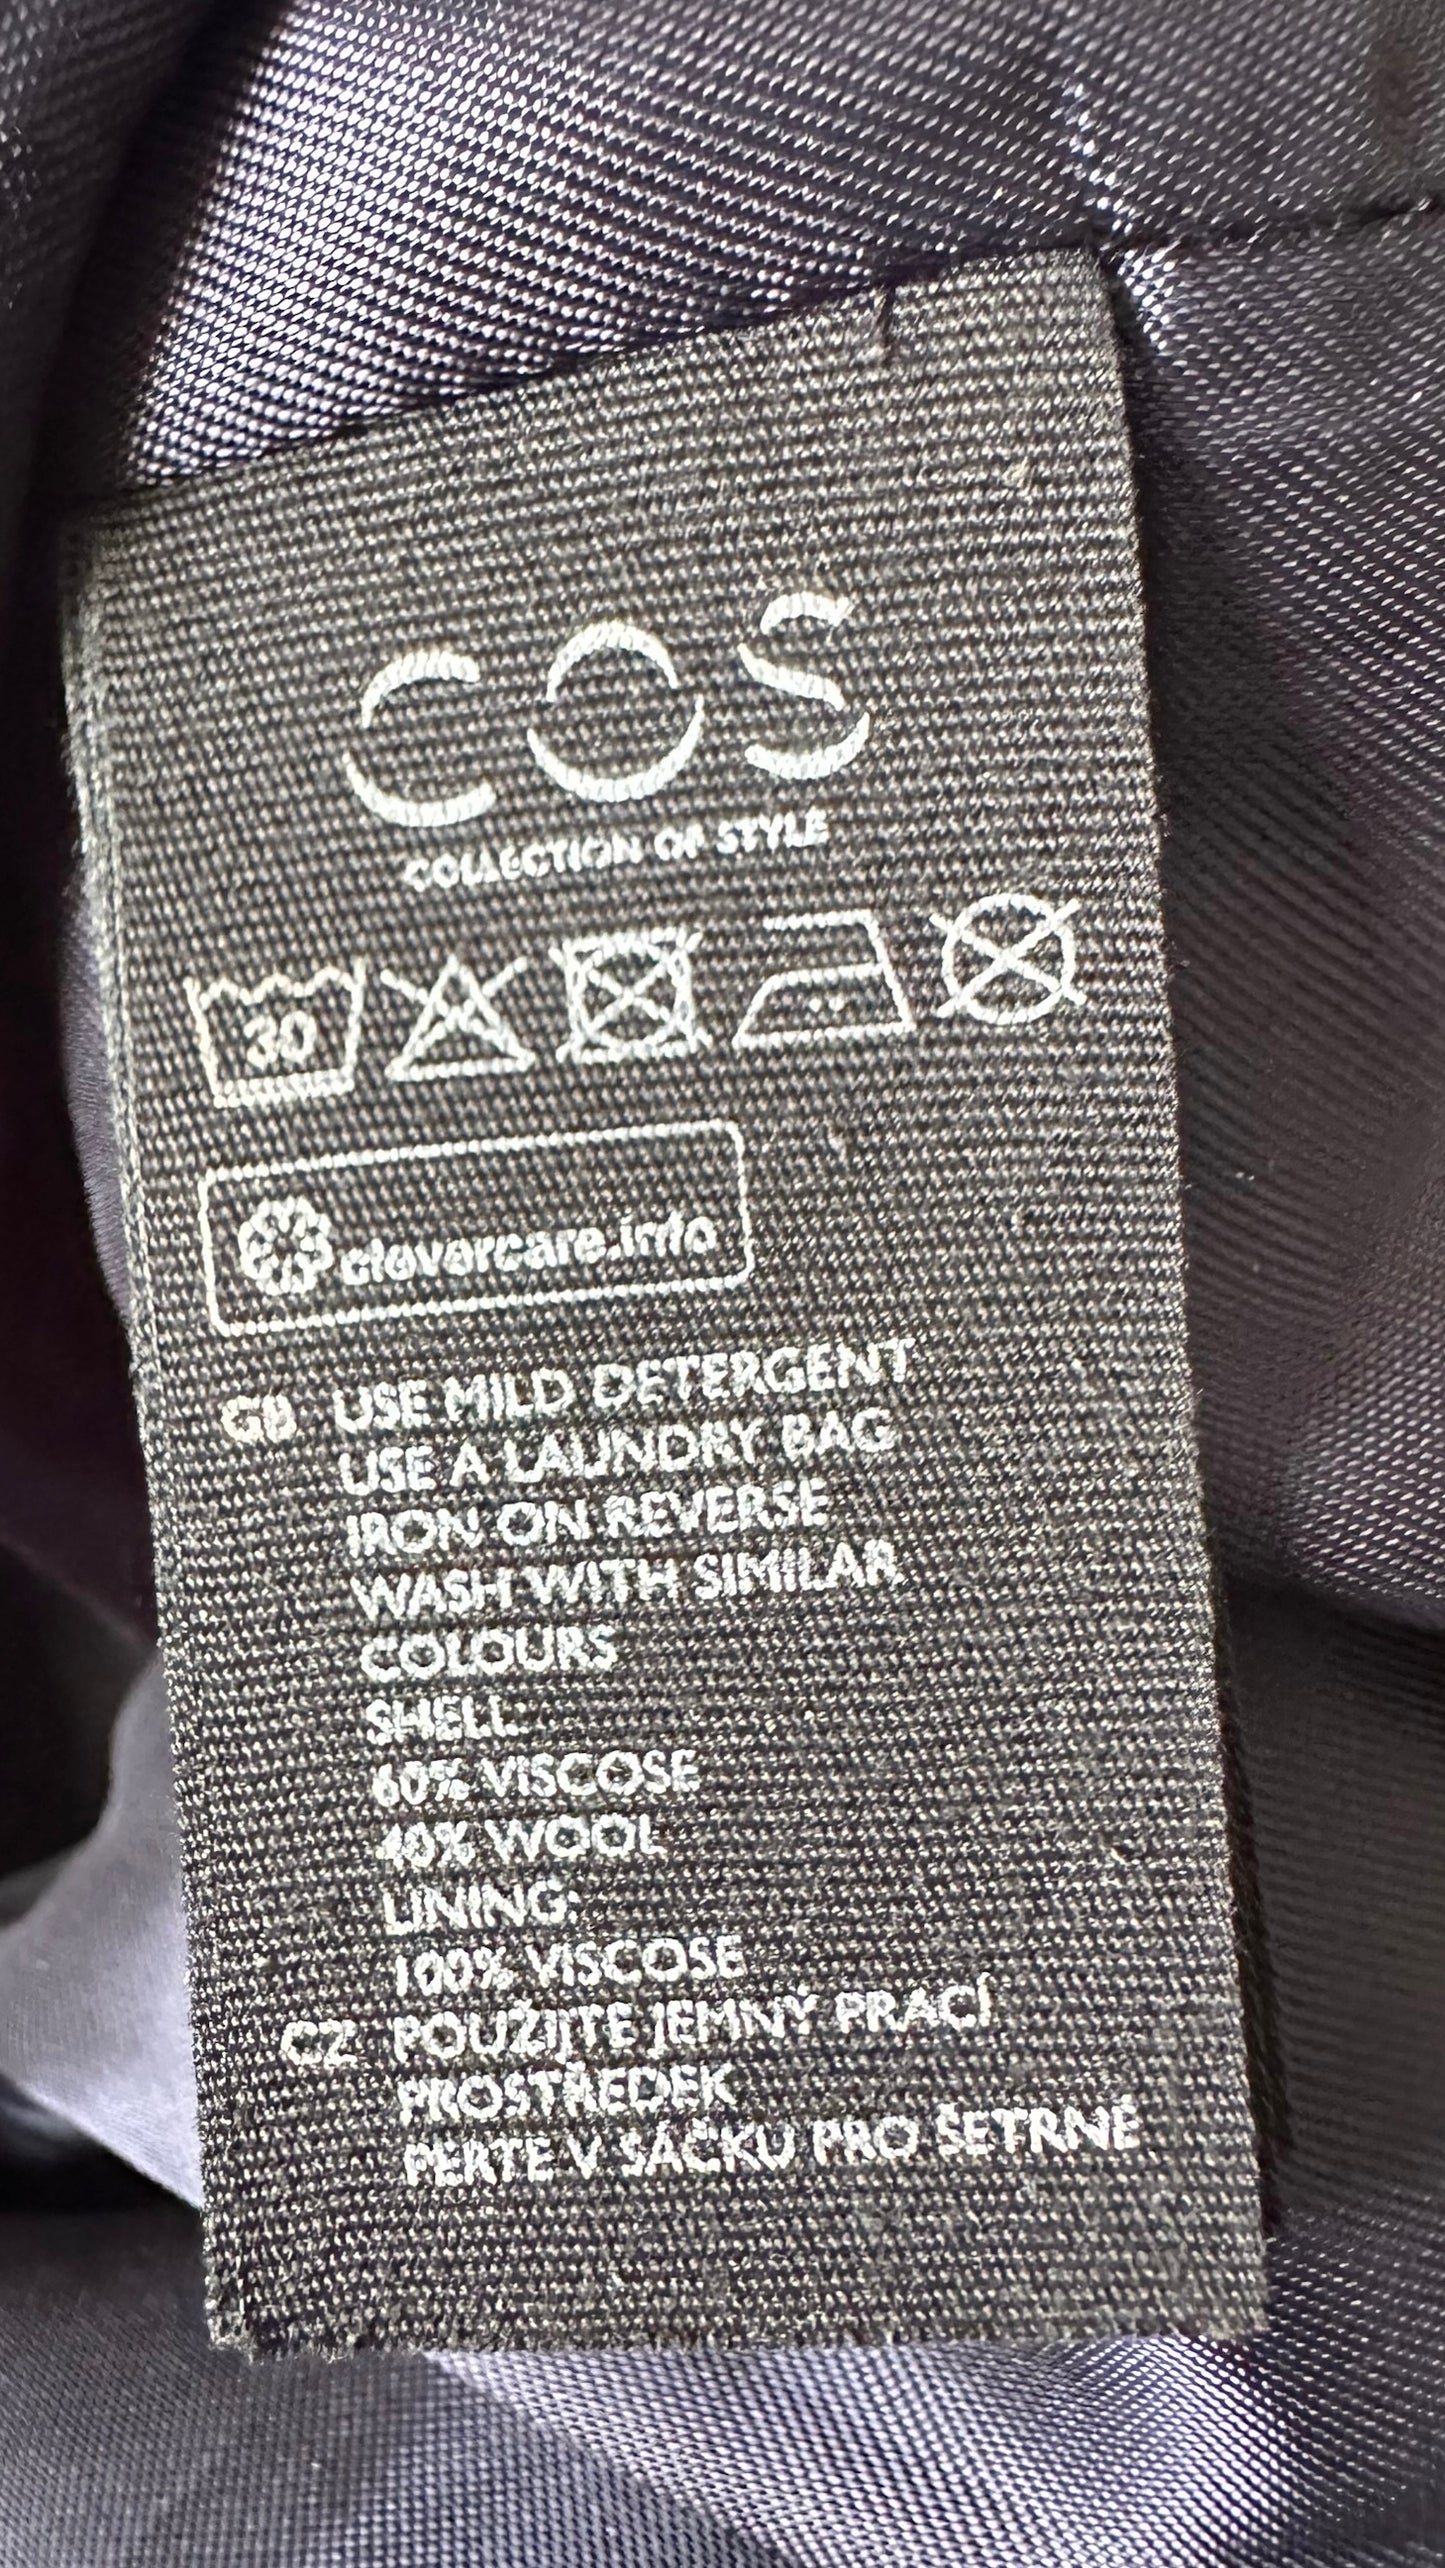 COS
COLLECTION OF STYLE
30
clevercare.info
GB USE MILD DETERGENT
USE A LAUNDRY BAG
IRON ON REVERSE
WASH WITH SIMILAR
COLOURS
SHELL:
60% VISCOSE
40% WOOL
LINING:
100% VISCOSE
CZ POUŽIJTE JEMNÝ PRACÍ
PROSTŘEDEK
PERTE V SÁČKU PRO ŠETRNÉ